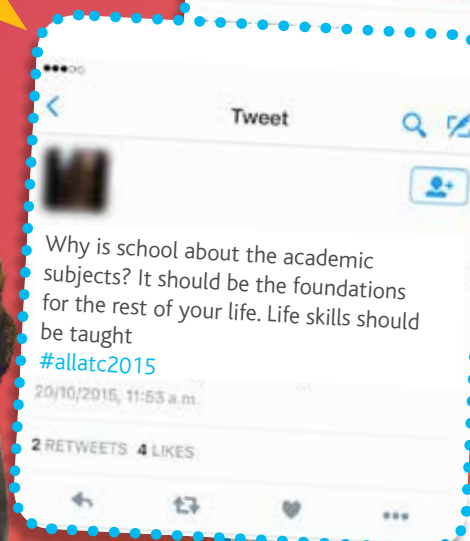 Tweet
Why is school about the academic
subjects? It should be the foundations
for the rest of your life. Life skills should
be taught
#allatc2015
20/10/2015, 11:53 a.m.
2 RETWEETS 4 LIKES